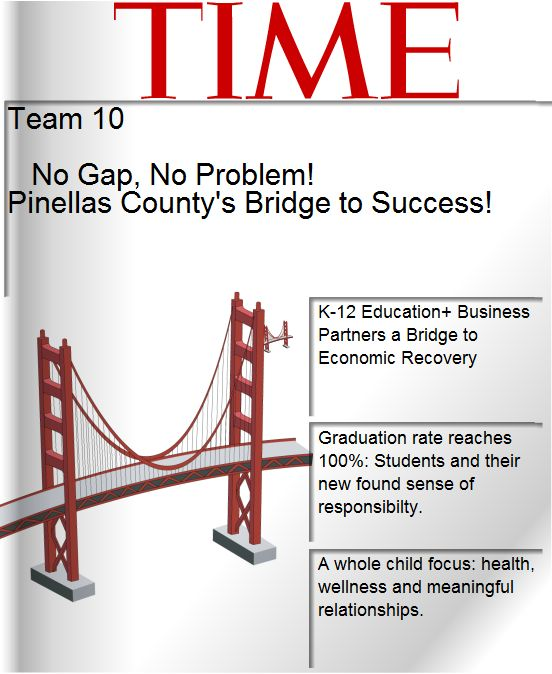 TIME
Team 10
No Gap, No Problem!
Pinellas County's Bridge to Success!
K-12 Education+ Business
Partners a Bridge to
Economic Recovery
Graduation rate reaches
100%: Students and their
new found sense of
responsibilty.
A whole child focus: health,
wellness and meaningful
relationships.